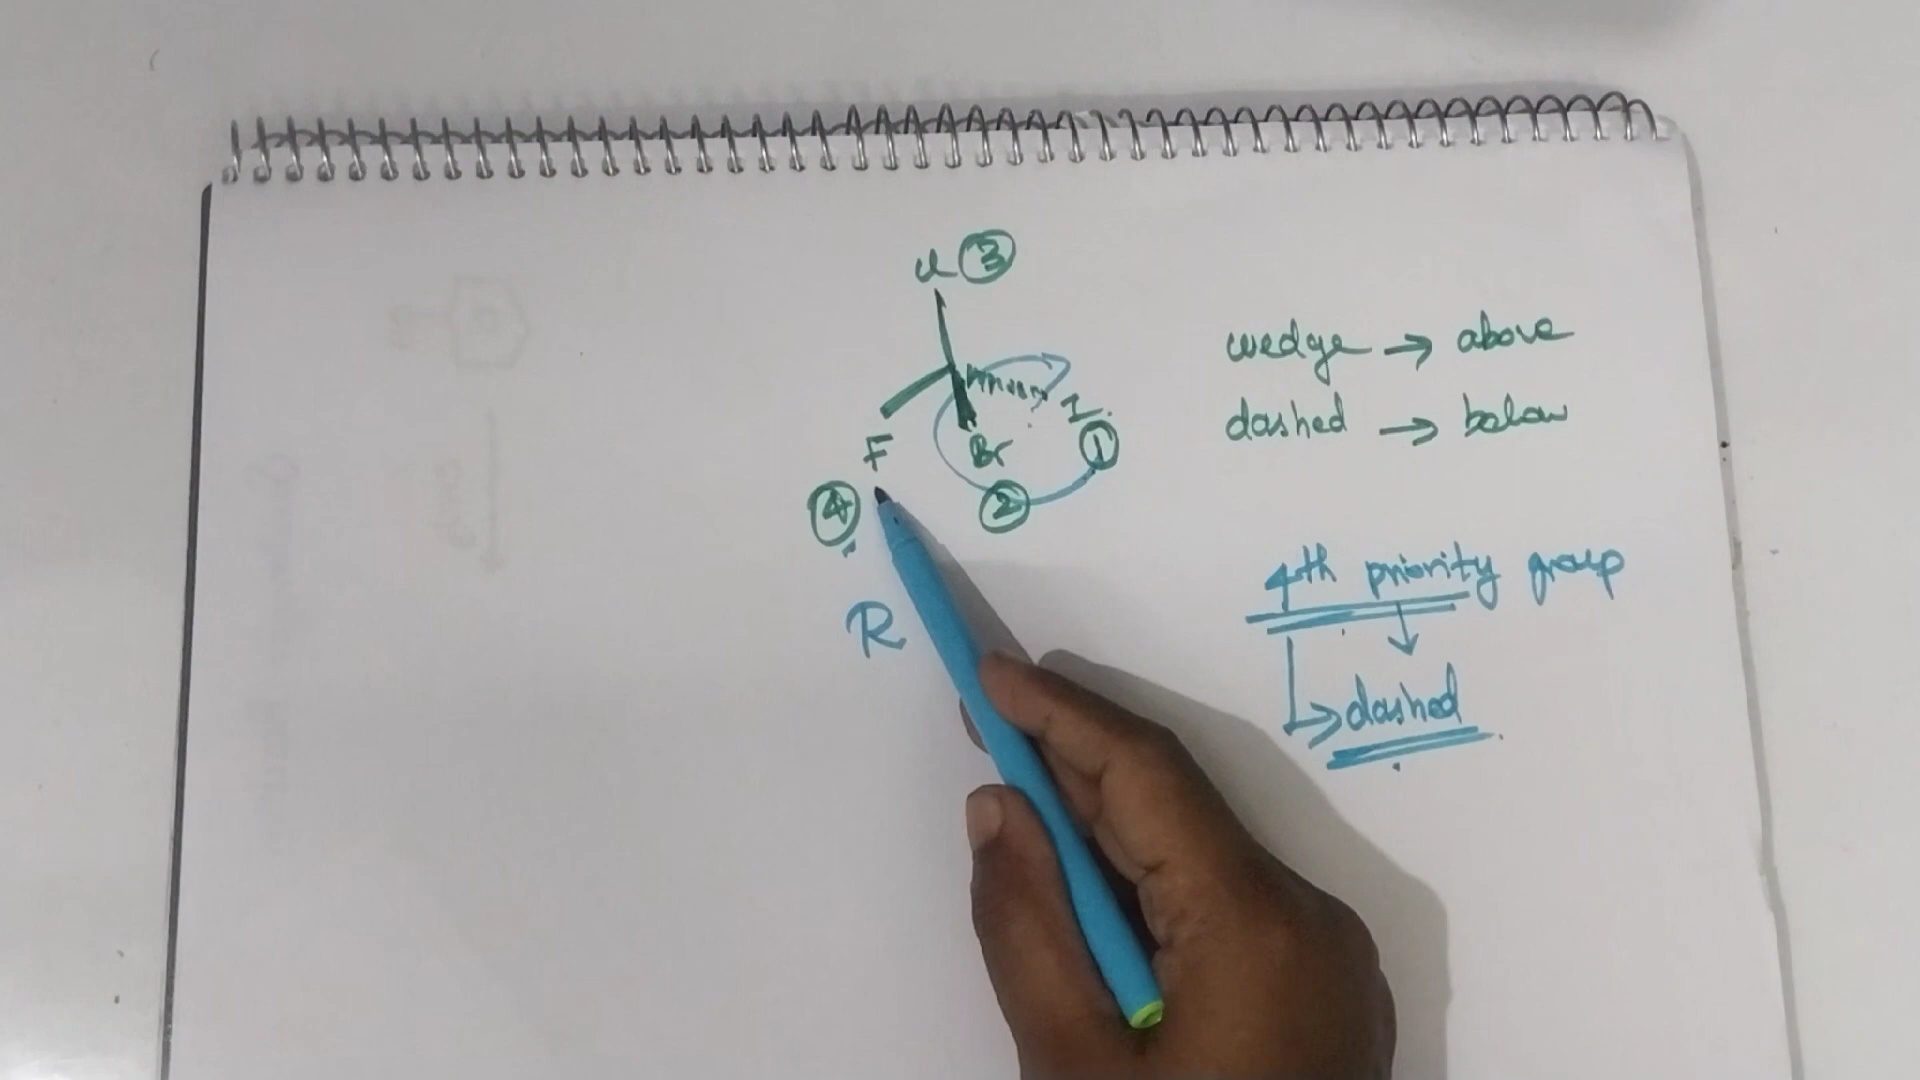 Cl ③
wedge → above
dashed → below
I
①
F
Br
④
②
4th priority group
R
dashed